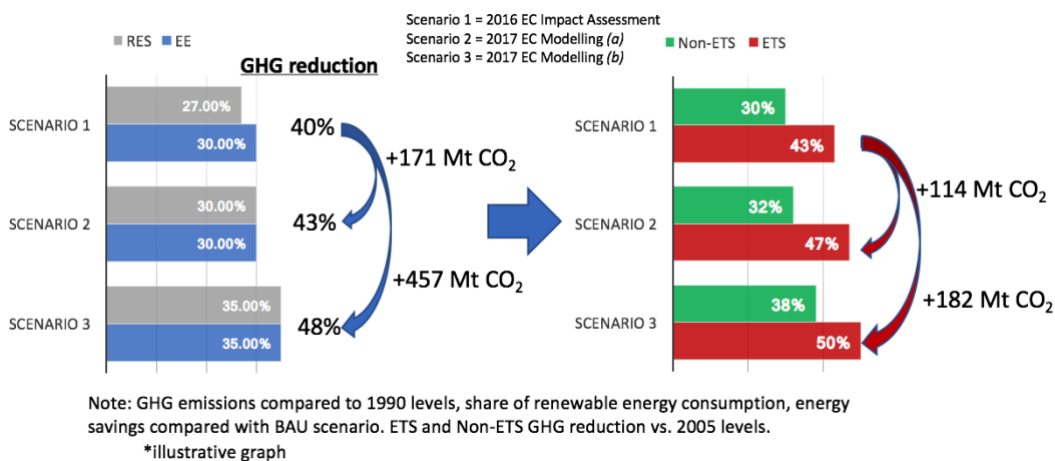 Scenario 1 = 2016 EC Impact Assessment
Scenario 2 = 2017 EC Modelling (a)
Scenario 3 = 2017 EC Modelling (b)
RES EE
GHG reduction
SCENARIO 1
27.00%
30.00%
40%
+171 Mt CO₂
SCENARIO 2
30.00%
30.00%
43%
+457 Mt CO₂
SCENARIO 3
35.00%
35.00%
48%
Non-ETS ETS
SCENARIO 1
30%
43%
+114 Mt CO₂
SCENARIO 2
32%
47%
+182 Mt CO₂
SCENARIO 3
38%
50%
Note: GHG emissions compared to 1990 levels, share of renewable energy consumption, energy
savings compared with BAU scenario. ETS and Non-ETS GHG reduction vs. 2005 levels.
*illustrative graph